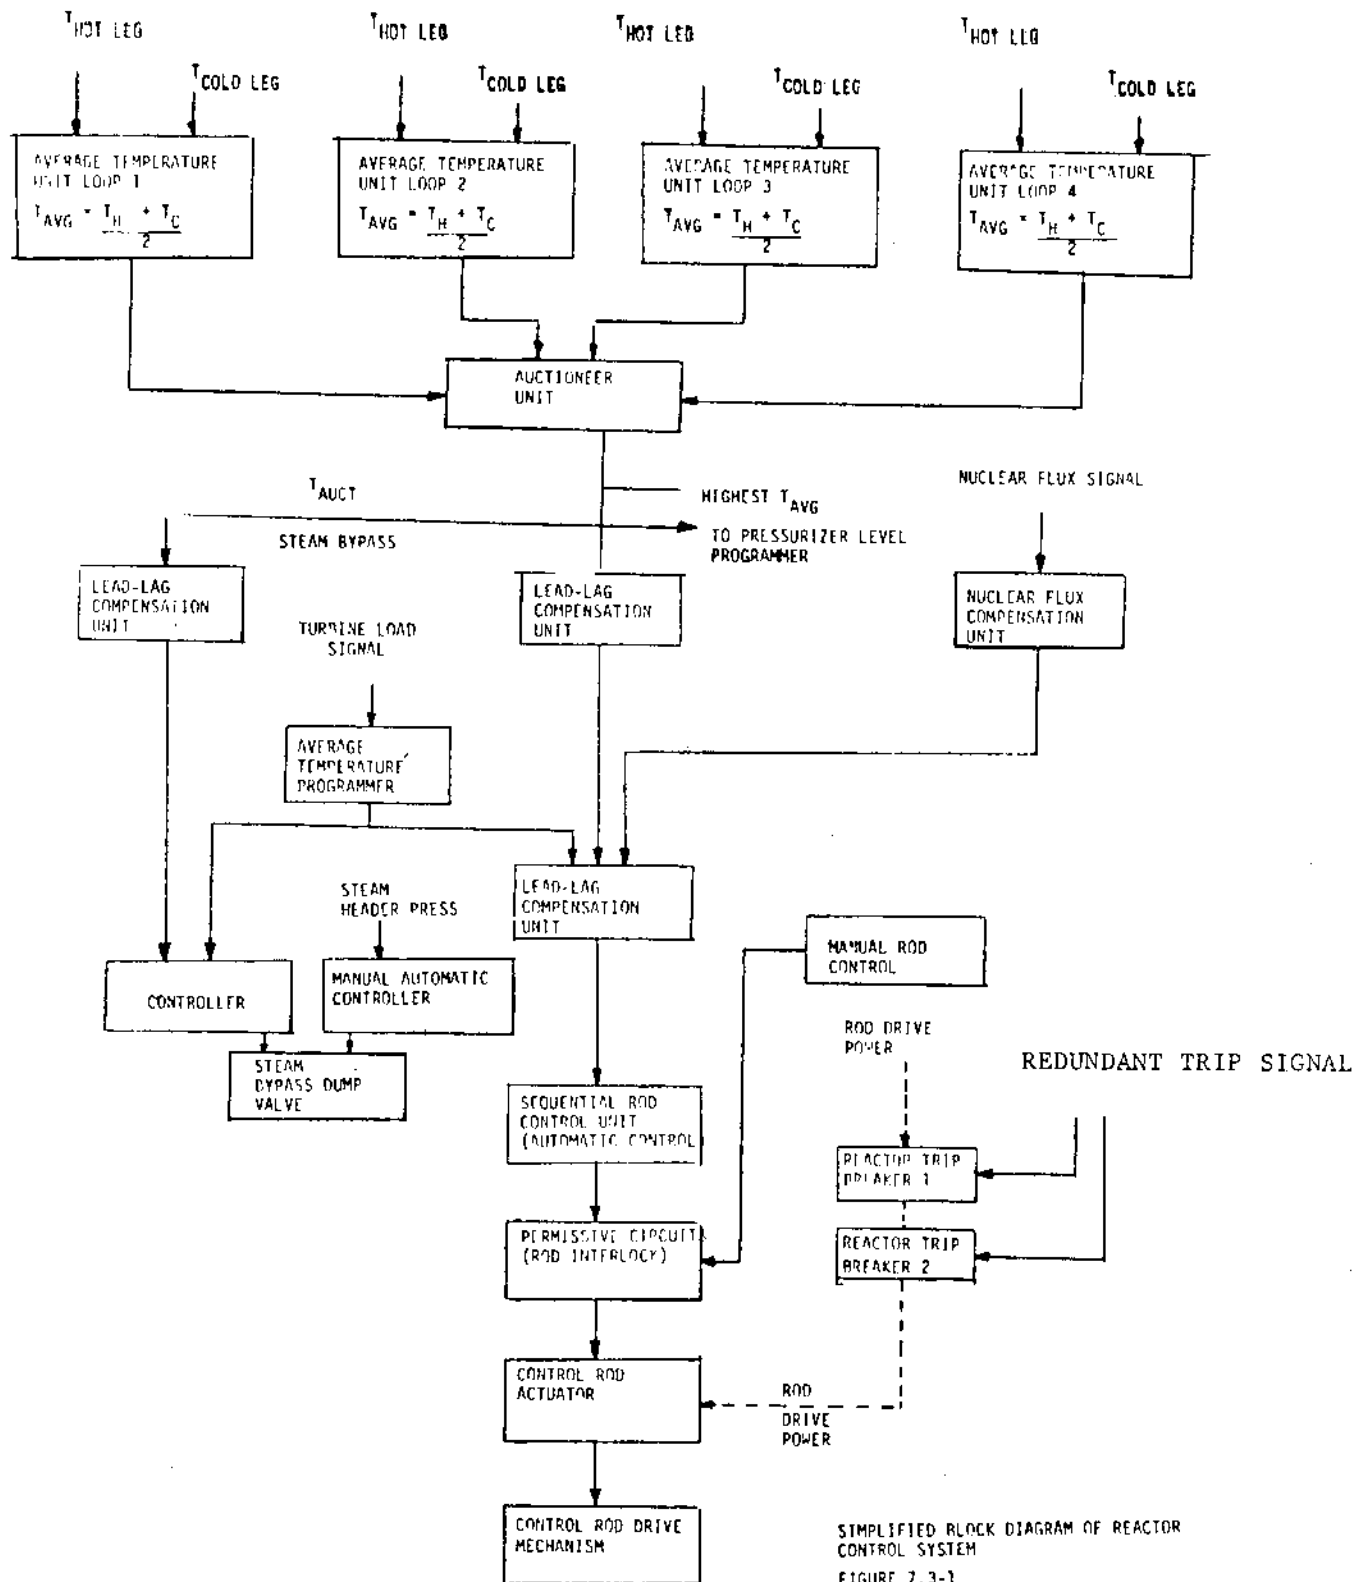 T HOT LEG
T HOT LEG
T HOT LEG
T HOT LEG
T COLD LEG
T COLD LEG
T COLD LEG
T COLD LEG
AVERAGE TEMPERATURE
UNIT LOOP 1
T AVG = T H + T C
2
AVERAGE TEMPERATURE
UNIT LOOP 2
T AVG = T H + T C
2
AVERAGE TEMPERATURE
UNIT LOOP 3
T AVG = T H + T C
2
AVERAGE TEMPERATURE
UNIT LOOP 4
T AVG = T H + T C
2
AUCTIONEER
UNIT
T AUCT
STEAM BYPASS
HIGHEST T AVG
TO PRESSURIZER LEVEL
PROGRAMMER
NUCLEAR FLUX SIGNAL
LEAD-LAG
COMPENSATION
UNIT
LEAD-LAG
COMPENSATION
UNIT
NUCLEAR FLUX
COMPENSATION
UNIT
TURBINE LOAD
SIGNAL
AVERAGE
TEMPERATURE
PROGRAMMER
STEAM
HEADER PRESS
LEAD-LAG
COMPENSATION
UNIT
MANUAL ROD
CONTROL
CONTROLLER
MANUAL AUTOMATIC
CONTROLLER
STEAM
BYPASS DUMP
VALVE
ROD DRIVE
POWER
REDUNDANT TRIP SIGNAL
SEQUENTIAL ROD
CONTROL UNIT
(AUTOMATIC CONTROL
REACTOR TRIP
BREAKER 1
PERMISSIVE CIRCUIT
(ROD INTERLOCK)
REACTOR TRIP
BREAKER 2
CONTROL ROD
ACTUATOR
ROD
DRIVE
POWER
CONTROL ROD DRIVE
MECHANISM
SIMPLIFIED BLOCK DIAGRAM OF REACTOR
CONTROL SYSTEM
FIGURE 7.3-1